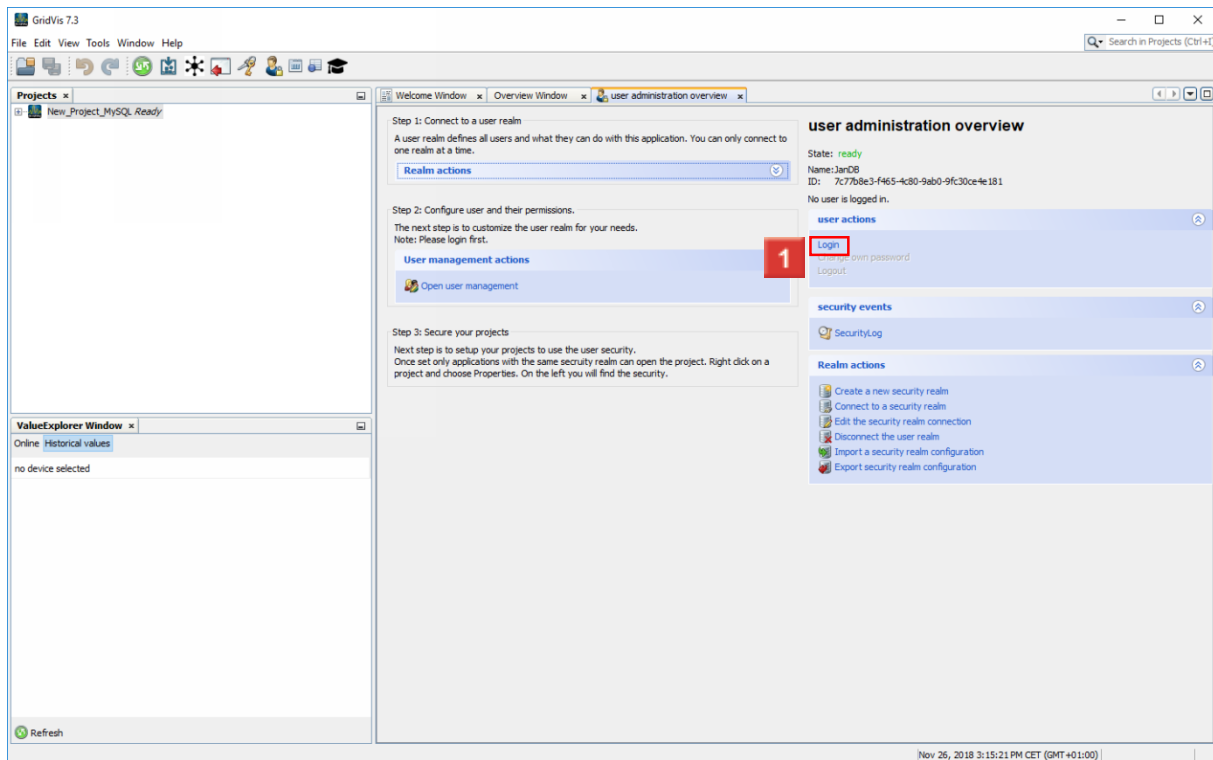 GridVis 7.3
File Edit View Tools Window Help
Search in Projects (Ctrl+I)
Projects
New_Project_MySQL Ready
Welcome Window
Overview Window
user administration overview
Step 1: Connect to a user realm
A user realm defines all users and what they can do with this application. You can only connect to
one realm at a time.
Realm actions
Step 2: Configure user and their permissions.
The next step is to customize the user realm for your needs.
Note: Please login first.
User management actions
Open user management
Step 3: Secure your projects
Next step is to setup your projects to use the user security.
Once set only applications with the same secruity realm can open the project. Right click on a
project and choose Properties. On the left you will find the security.
user administration overview
State: ready
Name:JanDB
ID: 7c77b8e3-f465-4c80-9ab0-9fc30ce4e181
No user is logged in.
user actions
1
Login
Change own password
Logout
security events
SecurityLog
Realm actions
Create a new security realm
Connect to a security realm
Edit the security realm connection
Disconnect the user realm
Import a security realm configuration
Export security realm configuration
ValueExplorer Window
Online Historical values
no device selected
Refresh
Nov 26, 2018 3:15:21 PM CET (GMT+01:00)